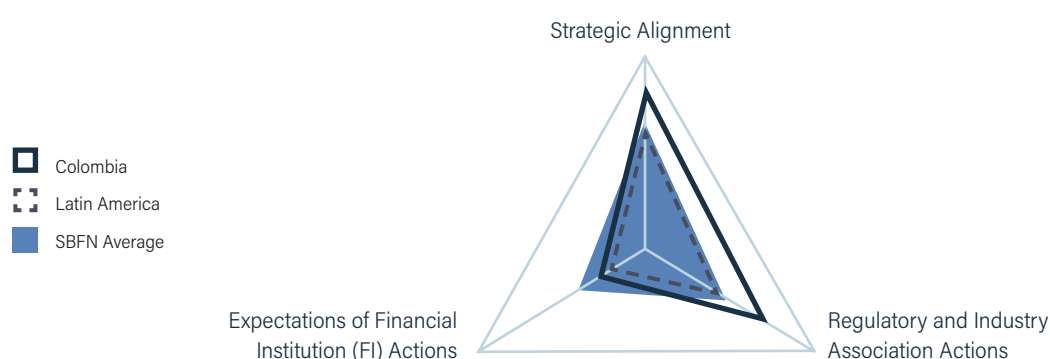 Strategic Alignment
Colombia
Latin America
SBFN Average
Expectations of Financial
Institution (FI) Actions
Regulatory and Industry
Association Actions